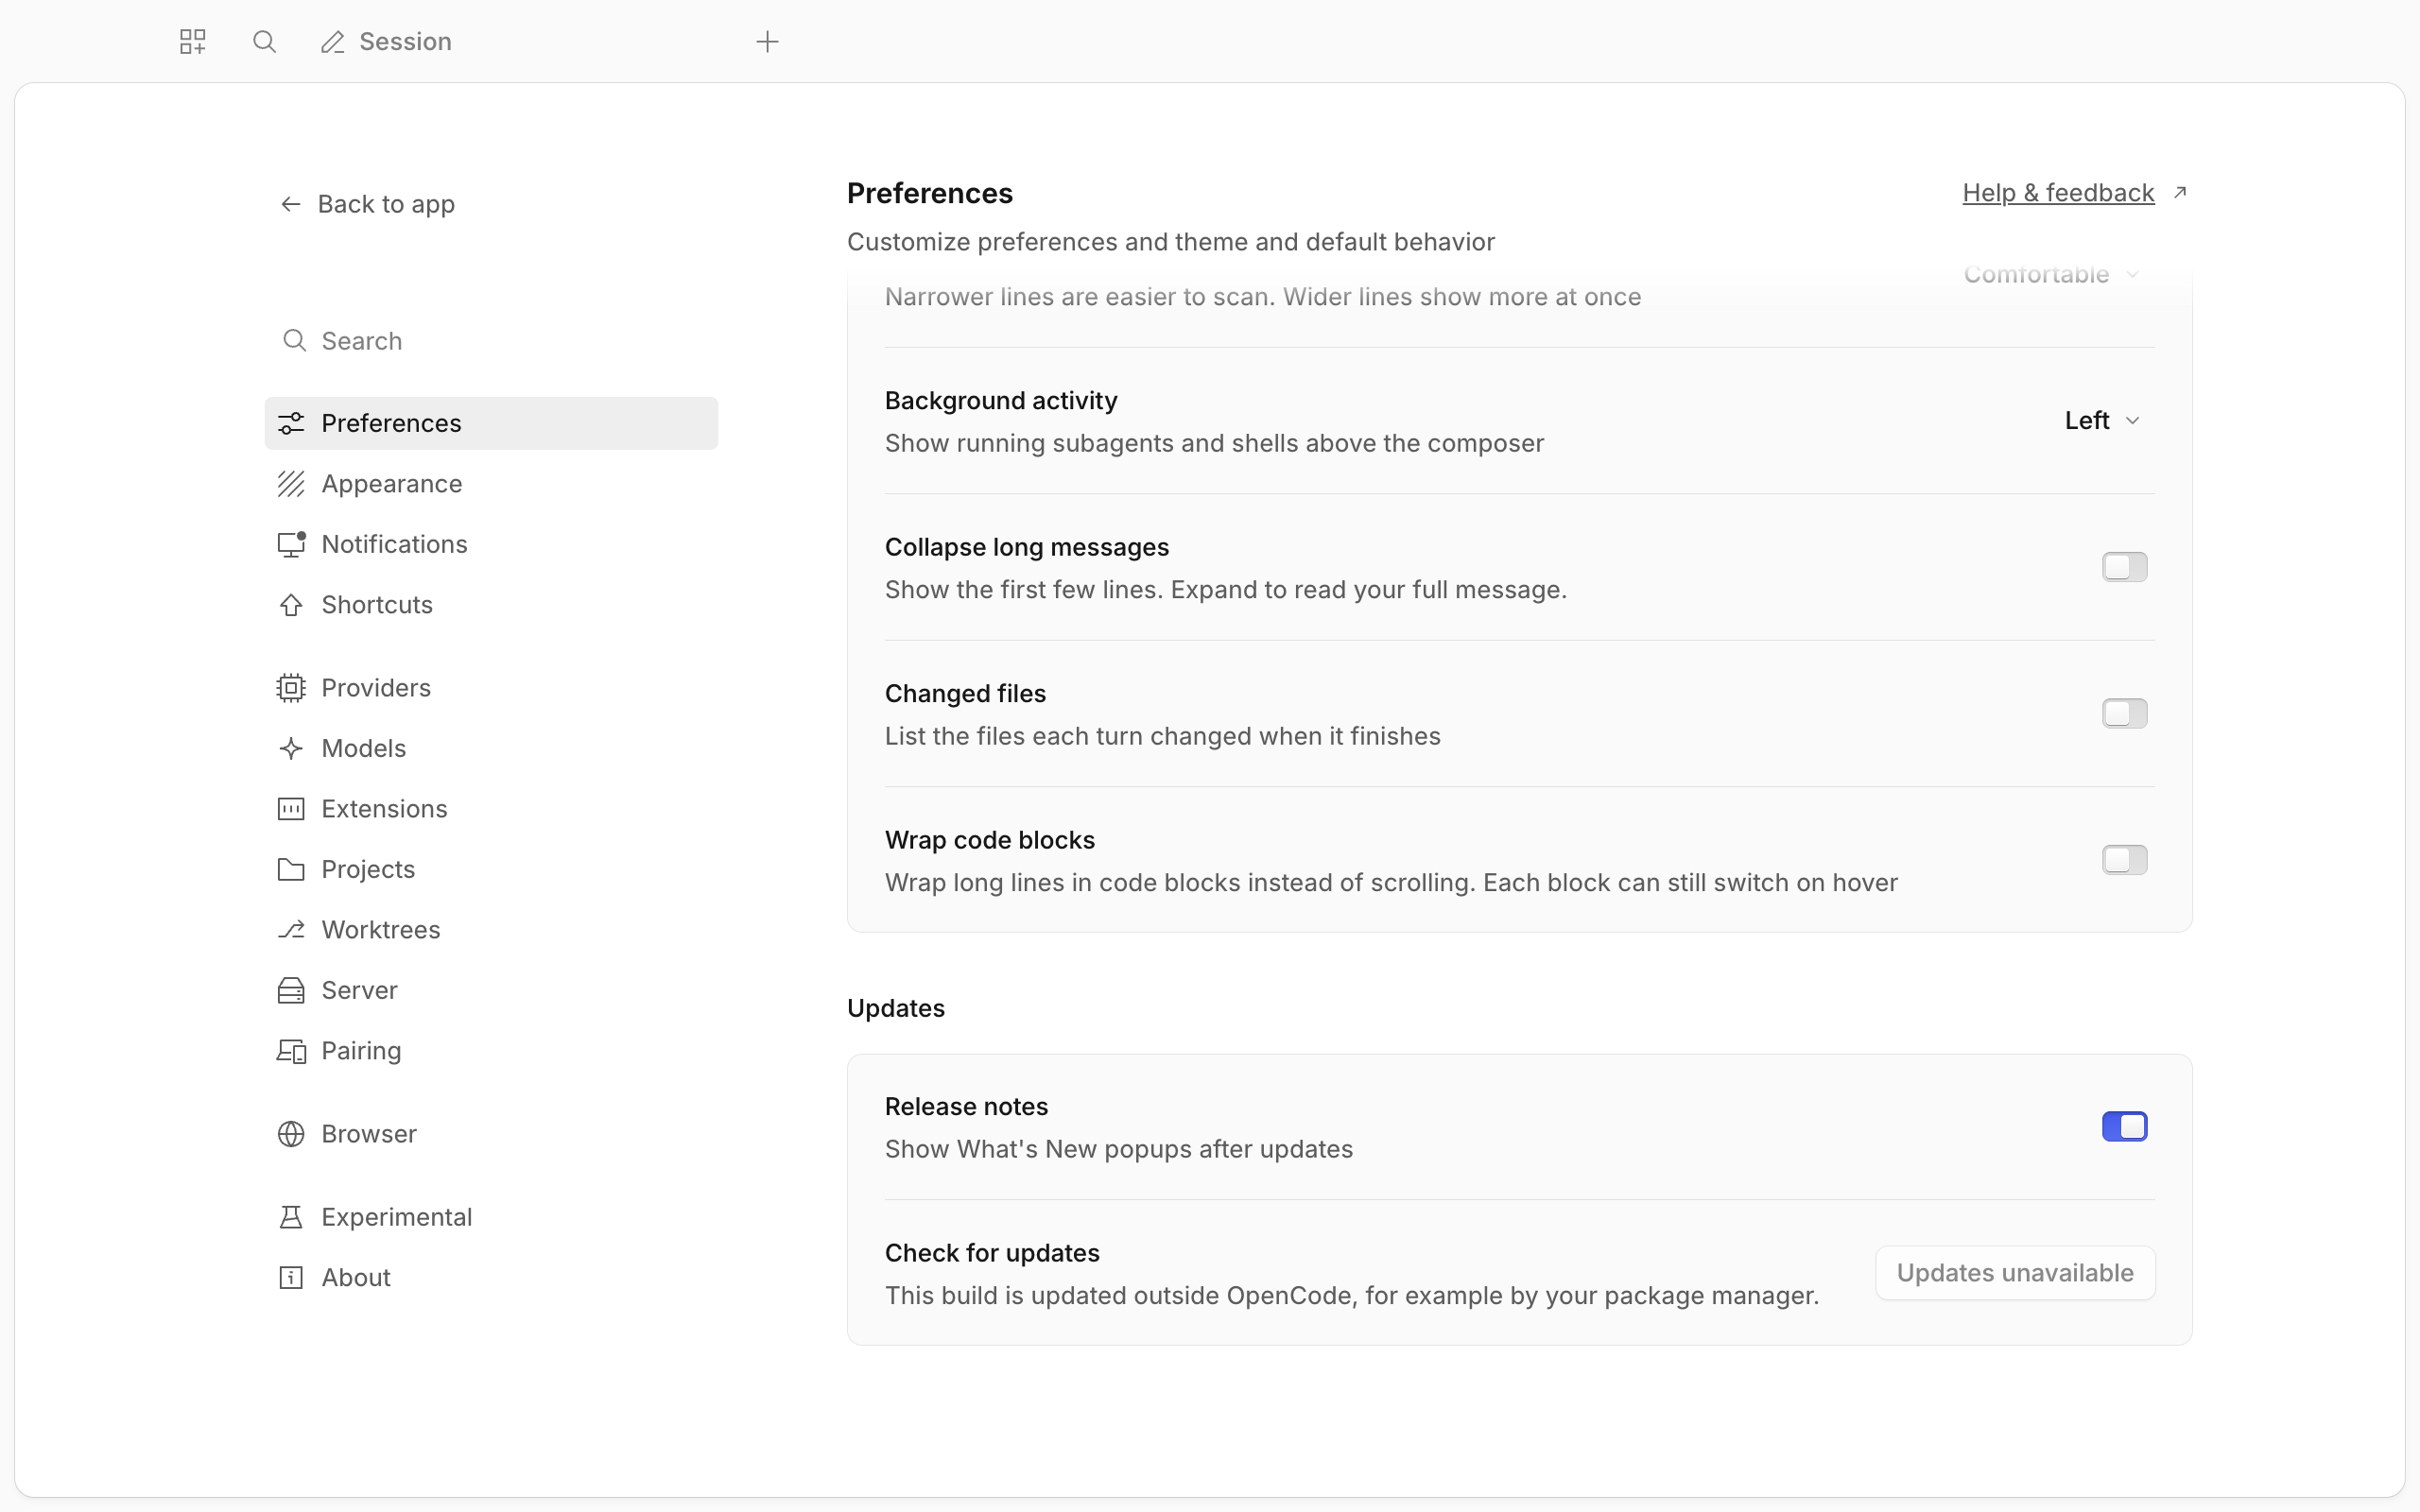 Session
Back to app
Search
Preferences
Appearance
Notifications
Shortcuts
Providers
Models
Extensions
Projects
Worktrees
Server
Pairing
Browser
Experimental
About
Preferences
Help & feedback
Customize preferences and theme and default behavior
Comfortable
Narrower lines are easier to scan. Wider lines show more at once
Background activity
Show running subagents and shells above the composer
Left
Collapse long messages
Show the first few lines. Expand to read your full message.
Changed files
List the files each turn changed when it finishes
Wrap code blocks
Wrap long lines in code blocks instead of scrolling. Each block can still switch on hover
Updates
Release notes
Show What's New popups after updates
Check for updates
This build is updated outside OpenCode, for example by your package manager.
Updates unavailable